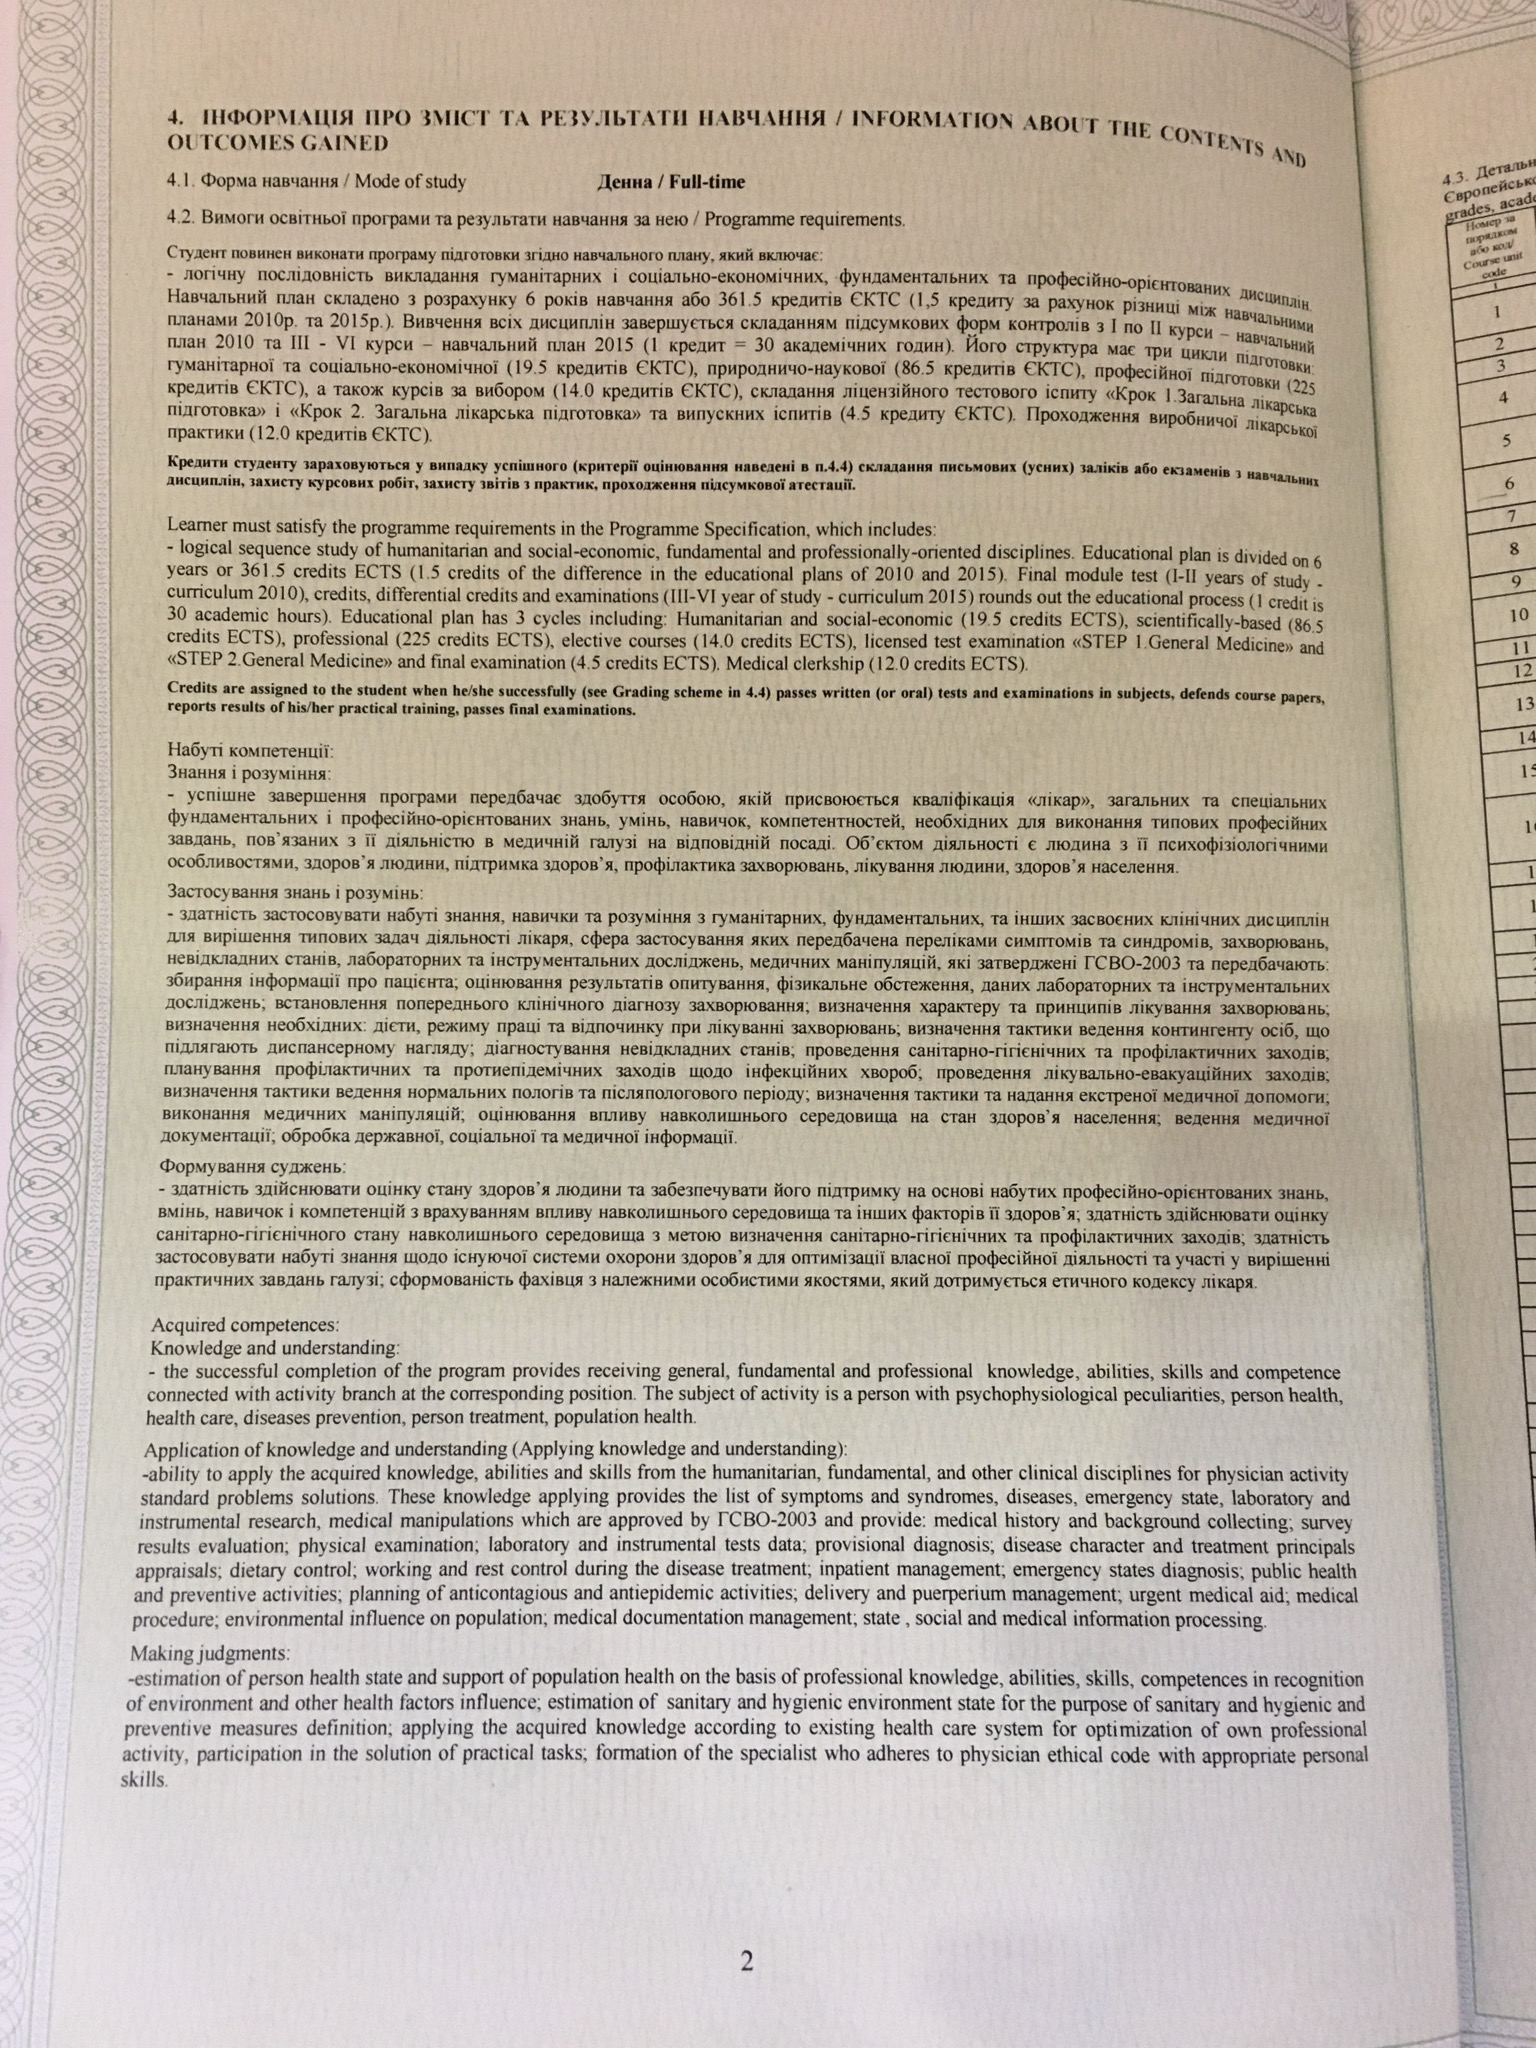 4. ІНФОРМАЦІЯ ПРО ЗМІСТ ТА РЕЗУЛЬТАТИ НАВЧАННЯ / INFORMATION ABOUT THE CONTENTS AND
OUTCOMES GAINED
4.1. Форма навчання / Mode of study Денна / Full-time
4.2. Вимоги освітньої програми та результати навчання за нею / Programme requirements.
Студент повинен виконати програму підготовки згідно навчального плану, який включає:
- логічну послідовність викладання гуманітарних і соціально-економічних, фундаментальних та професійно-орієнтованих дисциплін.
Навчальний план складено з розрахунку 6 років навчання або 361.5 кредитів ЄКТС (1,5 кредиту за рахунок різниці між навчальними
планами 2010р. та 2015р.). Вивчення всіх дисциплін завершується складанням підсумкових форм контролів з І по ІІ курси – навчальний
план 2010 та ІІІ - VI курси – навчальний план 2015 (1 кредит = 30 академічних годин). Його структура має три цикли підготовки:
гуманітарної та соціально-економічної (19.5 кредитів ЄКТС), природничо-наукової (86.5 кредитів ЄКТС), професійної підготовки (225
кредитів ЄКТС), а також курсів за вибором (14.0 кредитів ЄКТС), складання ліцензійного тестового іспиту «Крок 1.Загальна лікарська
підготовка» і «Крок 2. Загальна лікарська підготовка» та випускних іспитів (4.5 кредиту ЄКТС). Проходження виробничої лікарської
практики (12.0 кредитів ЄКТС).
Кредити студенту зараховуються у випадку успішного (критерії оцінювання наведені в п.4.4) складання письмових (усних) заліків або екзаменів з навчальних
дисциплін, захисту курсових робіт, захисту звітів з практик, проходження підсумкової атестації.
Learner must satisfy the programme requirements in the Programme Specification, which includes:
- logical sequence study of humanitarian and social-economic, fundamental and professionally-oriented disciplines. Educational plan is divided on 6
years or 361.5 credits ECTS (1.5 credits of the difference in the educational plans of 2010 and 2015). Final module test (I-II years of study -
curriculum 2010), credits, differential credits and examinations (III-VI year of study - curriculum 2015) rounds out the educational process (1 credit is
30 academic hours). Educational plan has 3 cycles including: Humanitarian and social-economic (19.5 credits ECTS), scientifically-based (86.5
credits ECTS), professional (225 credits ECTS), elective courses (14.0 credits ECTS), licensed test examination «STEP 1.General Medicine» and
«STEP 2.General Medicine» and final examination (4.5 credits ECTS). Medical clerkship (12.0 credits ECTS).
Credits are assigned to the student when he/she successfully (see Grading scheme in 4.4) passes written (or oral) tests and examinations in subjects, defends course papers,
reports results of his/her practical training, passes final examinations.
Набуті компетенції:
Знання і розуміння:
- успішне завершення програми передбачає здобуття особою, якій присвоюється кваліфікація «лікар», загальних та спеціальних
фундаментальних і професійно-орієнтованих знань, умінь, навичок, компетентностей, необхідних для виконання типових професійних
завдань, пов’язаних з її діяльністю в медичній галузі на відповідній посаді. Об’єктом діяльності є людина з її психофізіологічними
особливостями, здоров’я людини, підтримка здоров’я, профілактика захворювань, лікування людини, здоров’я населення.
Застосування знань і розумінь:
- здатність застосовувати набуті знання, навички та розуміння з гуманітарних, фундаментальних, та інших засвоєних клінічних дисциплін
для вирішення типових задач діяльності лікаря, сфера застосування яких передбачена переліками симптомів та синдромів, захворювань,
невідкладних станів, лабораторних та інструментальних досліджень, медичних маніпуляцій, які затверджені ГСВО-2003 та передбачають:
збирання інформації про пацієнта; оцінювання результатів опитування, фізикальне обстеження, даних лабораторних та інструментальних
досліджень; встановлення попереднього клінічного діагнозу захворювання; визначення характеру та принципів лікування захворювань;
визначення необхідних: дієти, режиму праці та відпочинку при лікуванні захворювань; визначення тактики ведення контингенту осіб, що
підлягають диспансерному нагляду; діагностування невідкладних станів; проведення санітарно-гігієнічних та профілактичних заходів;
планування профілактичних та протиепідемічних заходів щодо інфекційних хвороб; проведення лікувально-евакуаційних заходів;
визначення тактики ведення нормальних пологів та післяпологового періоду; визначення тактики та надання екстреної медичної допомоги;
виконання медичних маніпуляцій; оцінювання впливу навколишнього середовища на стан здоров’я населення; ведення медичної
документації; обробка державної, соціальної та медичної інформації.
Формування суджень:
- здатність здійснювати оцінку стану здоров’я людини та забезпечувати його підтримку на основі набутих професійно-орієнтованих знань,
вмінь, навичок і компетенцій з врахуванням впливу навколишнього середовища та інших факторів її здоров’я; здатність здійснювати оцінку
санітарно-гігієнічного стану навколишнього середовища з метою визначення санітарно-гігієнічних та профілактичних заходів; здатність
застосовувати набуті знання щодо існуючої системи охорони здоров’я для оптимізації власної професійної діяльності та участі у вирішенні
практичних завдань галузі; сформованість фахівця з належними особистими якостями, який дотримується етичного кодексу лікаря.
Acquired competences:
Knowledge and understanding:
- the successful completion of the program provides receiving general, fundamental and professional knowledge, abilities, skills and competence
connected with activity branch at the corresponding position. The subject of activity is a person with psychophysiological peculiarities, person health,
health care, diseases prevention, person treatment, population health.
Application of knowledge and understanding (Applying knowledge and understanding):
-ability to apply the acquired knowledge, abilities and skills from the humanitarian, fundamental, and other clinical disciplines for physician activity
standard problems solutions. These knowledge applying provides the list of symptoms and syndromes, diseases, emergency state, laboratory and
instrumental research, medical manipulations which are approved by ГСВО-2003 and provide: medical history and background collecting; survey
results evaluation; physical examination; laboratory and instrumental tests data; provisional diagnosis; disease character and treatment principals
appraisals; dietary control; working and rest control during the disease treatment; inpatient management; emergency states diagnosis; public health
and preventive activities; planning of anticontagious and antiepidemic activities; delivery and puerperium management; urgent medical aid; medical
procedure; environmental influence on population; medical documentation management; state , social and medical information processing.
Making judgments:
-estimation of person health state and support of population health on the basis of professional knowledge, abilities, skills, competences in recognition
of environment and other health factors influence; estimation of sanitary and hygienic environment state for the purpose of sanitary and hygienic and
preventive measures definition; applying the acquired knowledge according to existing health care system for optimization of own professional
activity, participation in the solution of practical tasks; formation of the specialist who adheres to physician ethical code with appropriate personal
skills.
2
4.3.
grades,
Номер за
порядком
або код/
Course unit
code
1
1
2
3
4
5
6
7
8
9
10
11
12
13
14